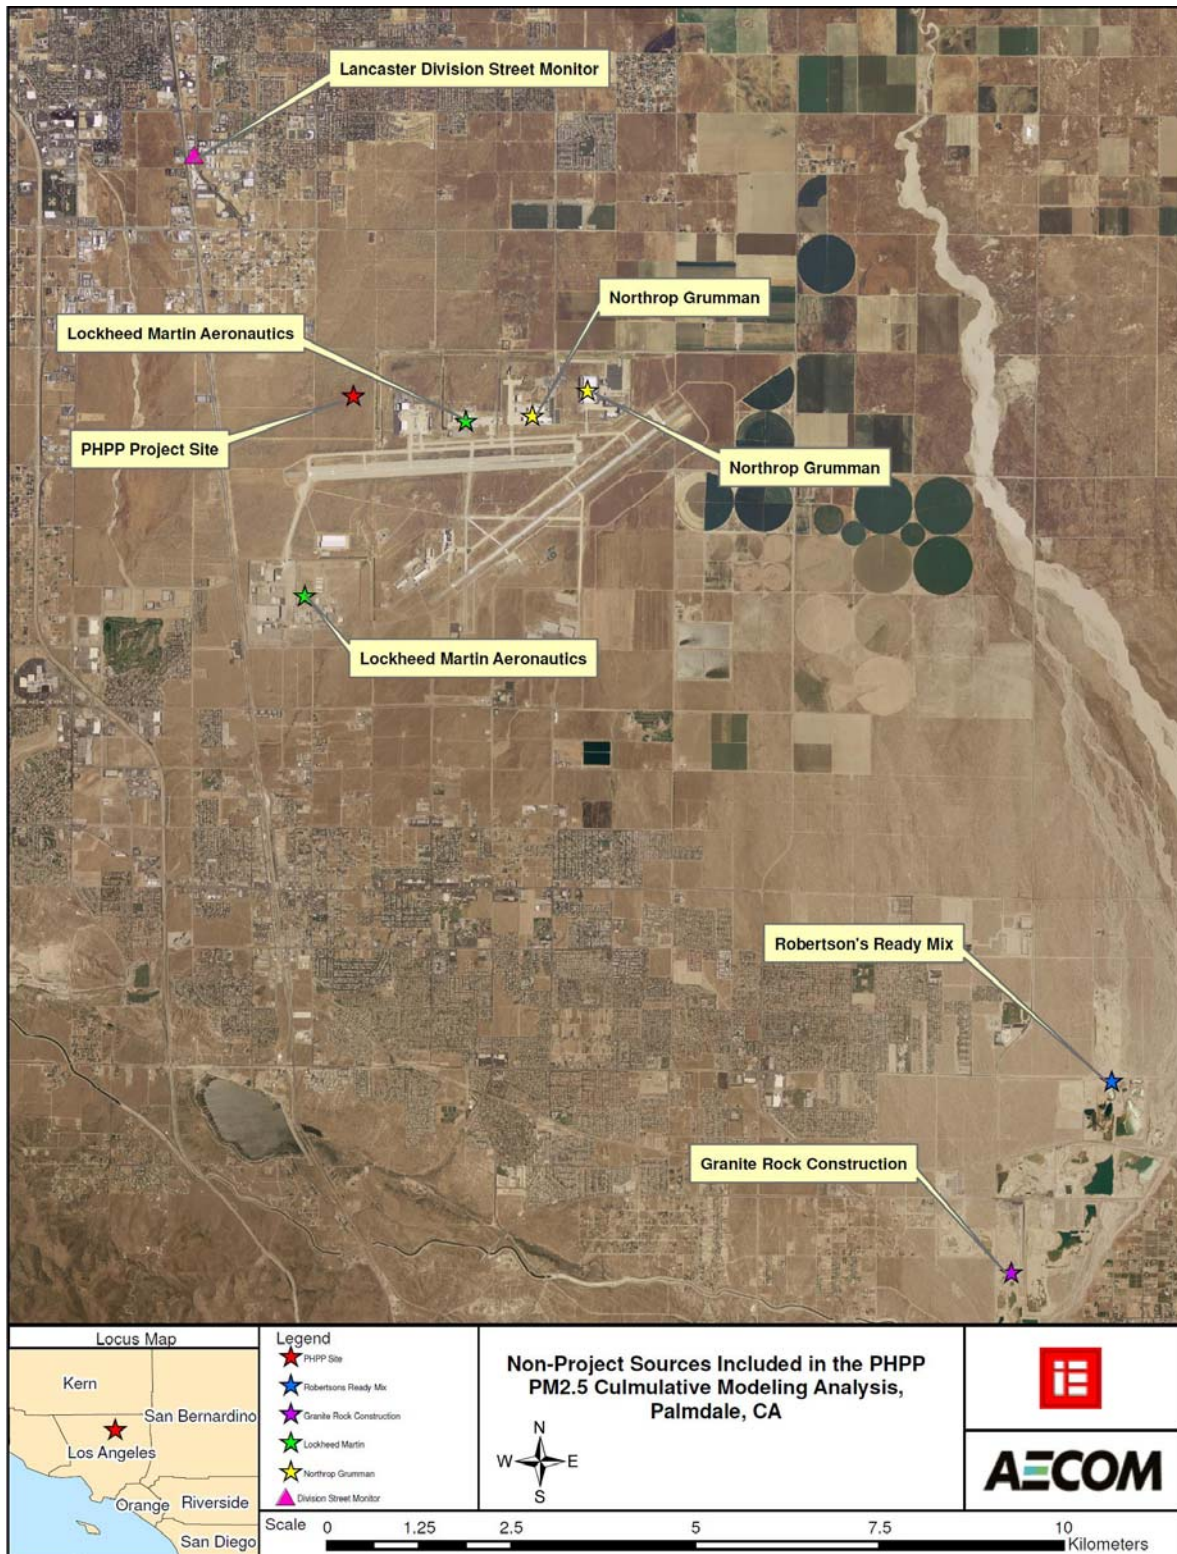 Lancaster Division Street Monitor
Northrop Grumman
Lockheed Martin Aeronautics
PHPP Project Site
Northrop Grumman
Lockheed Martin Aeronautics
Robertson's Ready Mix
Granite Rock Construction
Locus Map
Kern
San Bernardino
Los Angeles
Orange
Riverside
San Diego
Legend
PHPP Site
Robertsons Ready Mix
Granite Rock Construction
Lockheed Martin
Northrop Grumman
Division Street Monitor
Non-Project Sources Included in the PHPP
PM2.5 Culmulative Modeling Analysis,
Palmdale, CA
N
W E
S
AECOM
Scale 0 1.25 2.5 5 7.5 10
Kilometers